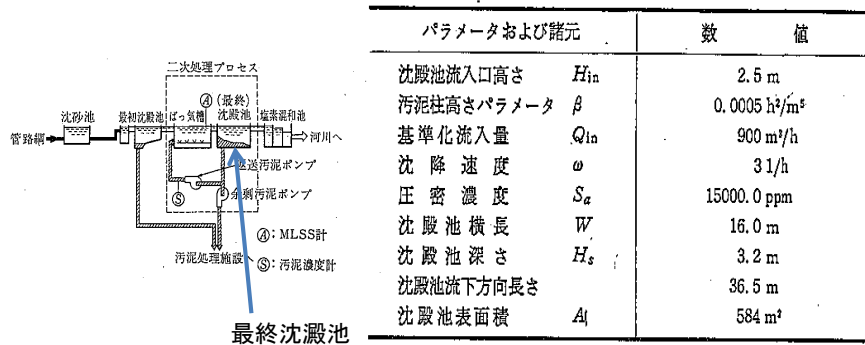 二次処理プロセス
Ⓐ(最終)
沈砂池
最初沈殿池
ばっ気槽
沈殿池
塩素混和池
管路網
河川へ
返送汚泥ポンプ
Ⓢ
余剰汚泥ポンプ
Ⓐ:MLSS計
汚泥処理施設
Ⓢ:汚泥濃度計
最終沈澱池
パラメータおよび諸元 数 値
沈殿池流入口高さ Hin 2.5 m
汚泥柱高さパラメータ β 0.0005 h²/m⁵
基準化流入量 Qin 900 m³/h
沈降速度 ω 3 1/h
圧密濃度 Sa 15000.0 ppm
沈殿池横長 W 16.0 m
沈殿池深さ Hs 3.2 m
沈殿池流下方向長さ 36.5 m
沈殿池表面積 A 584 m²